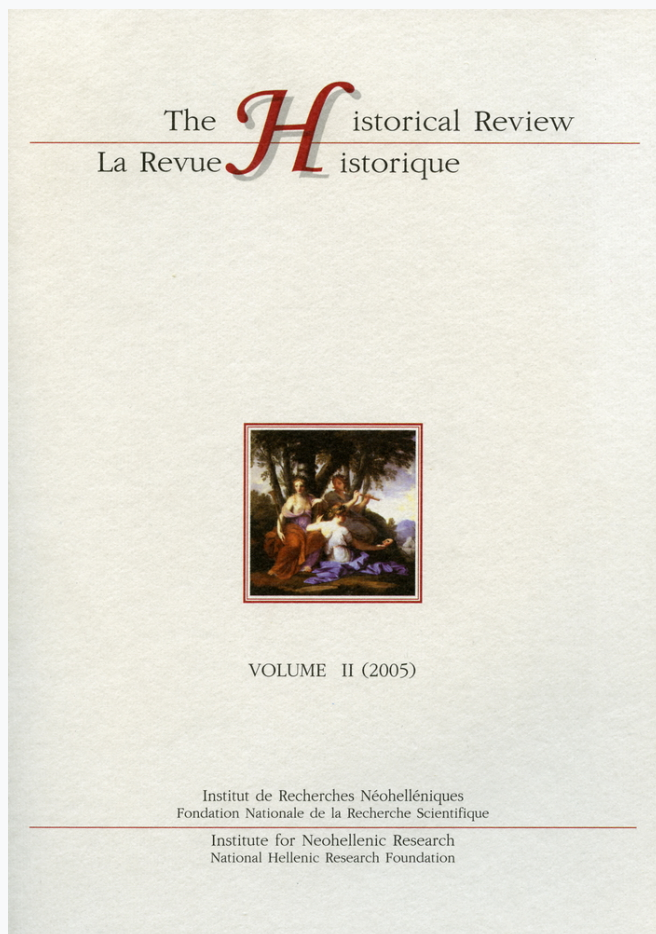 The Historical Review
La Revue Historique
VOLUME II (2005)
Institut de Recherches Néohelléniques
Fondation Nationale de la Recherche Scientifique
Institute for Neohellenic Research
National Hellenic Research Foundation